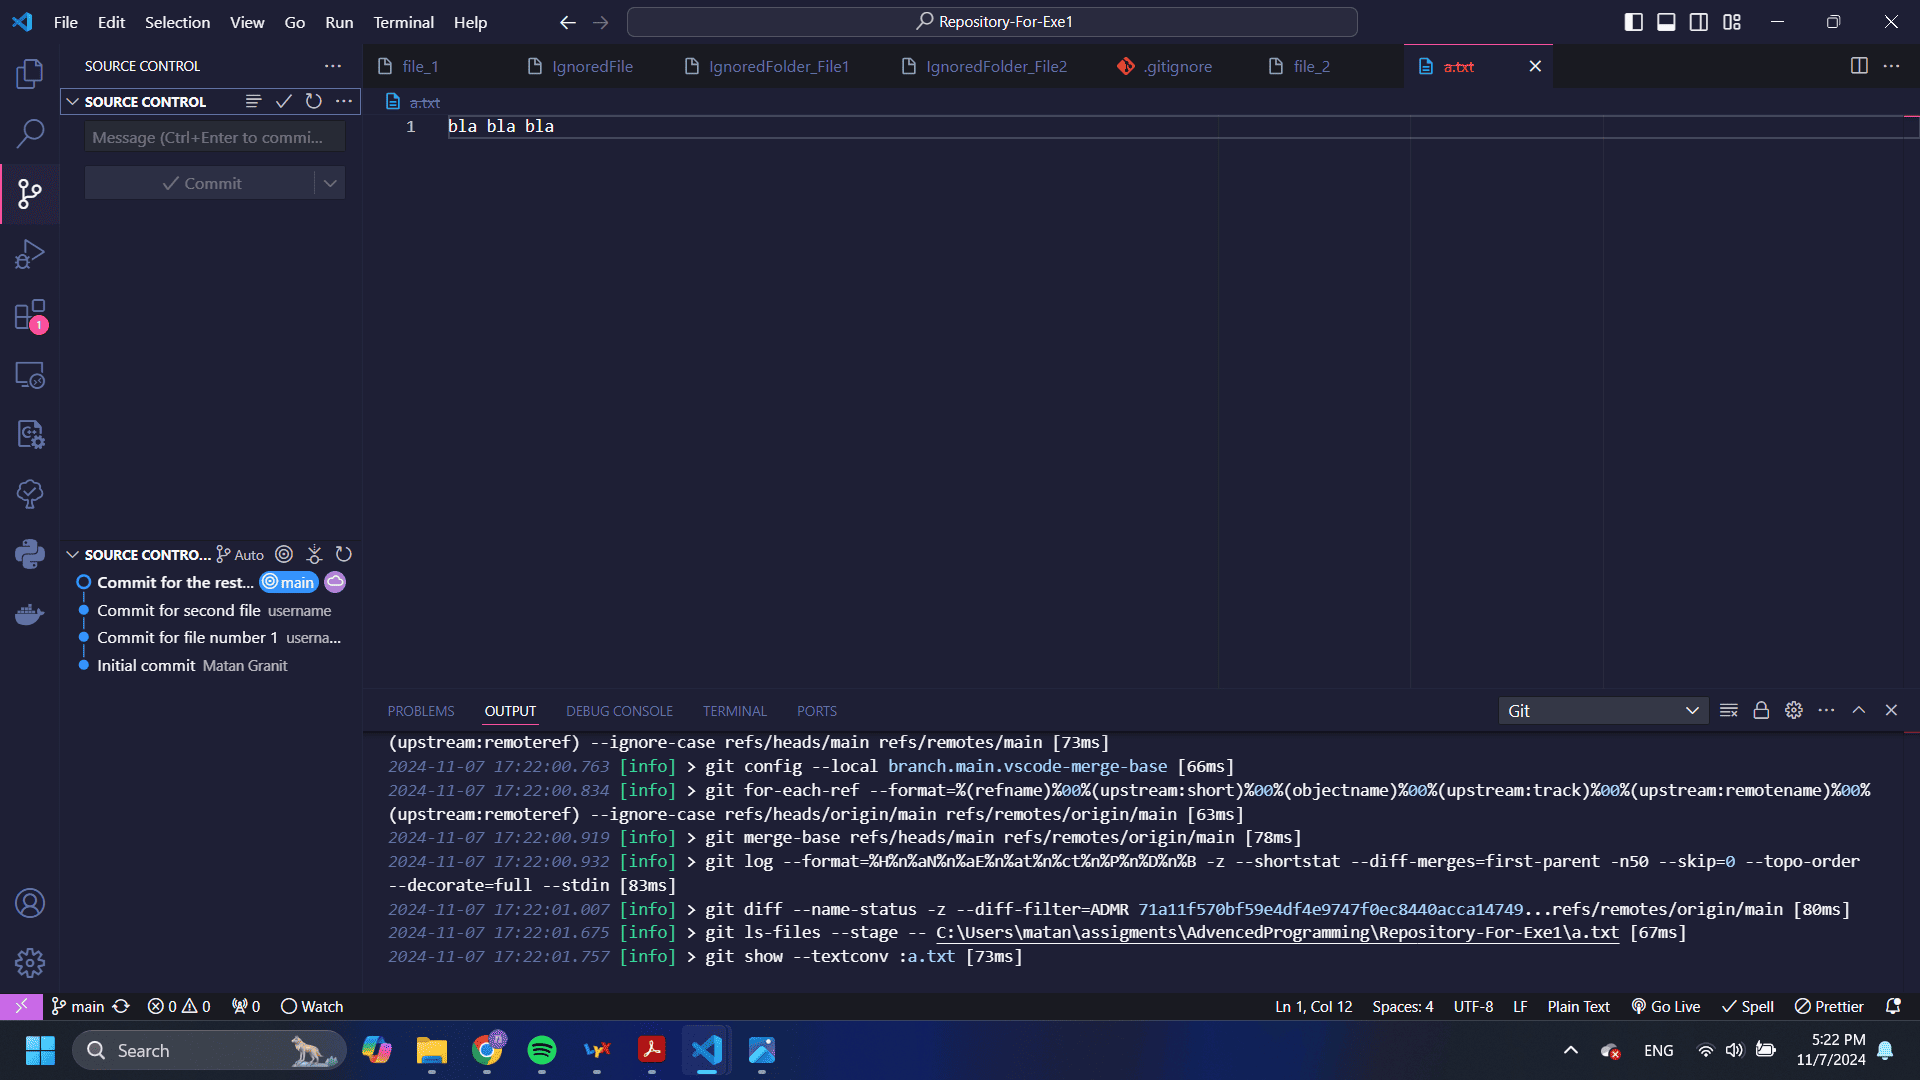 File Edit Selection View Go Run Terminal Help
Repository-For-Exe1
SOURCE CONTROL
file_1 IgnoredFile IgnoredFolder_File1 IgnoredFolder_File2 .gitignore file_2 a.txt
SOURCE CONTROL
a.txt
1 bla bla bla
Message (Ctrl+Enter to commi...
Commit
1
SOURCE CONTRO... Auto
Commit for the rest... main
Commit for second file username
Commit for file number 1 userna...
Initial commit Matan Granit
PROBLEMS OUTPUT DEBUG CONSOLE TERMINAL PORTS
Git
(upstream:remoteref) --ignore-case refs/heads/main refs/remotes/main [73ms]
2024-11-07 17:22:00.763 [info] > git config --local branch.main.vscode-merge-base [66ms]
2024-11-07 17:22:00.834 [info] > git for-each-ref --format=%(refname)%00%(upstream:short)%00%(objectname)%00%(upstream:track)%00%(upstream:remotename)%00%
(upstream:remoteref) --ignore-case refs/heads/origin/main refs/remotes/origin/main [63ms]
2024-11-07 17:22:00.919 [info] > git merge-base refs/heads/main refs/remotes/origin/main [78ms]
2024-11-07 17:22:00.932 [info] > git log --format=%H%n%aN%n%aE%n%at%n%ct%n%P%n%D%n%B -z --shortstat --diff-merges=first-parent -n50 --skip=0 --topo-order
--decorate=full --stdin [83ms]
2024-11-07 17:22:01.007 [info] > git diff --name-status -z --diff-filter=ADMR 71a11f570bf59e4df4e9747f0ec8440acca14749...refs/remotes/origin/main [80ms]
2024-11-07 17:22:01.675 [info] > git ls-files --stage -- C:\Users\matan\assigments\AdvencedProgramming\Repository-For-Exe1\a.txt [67ms]
2024-11-07 17:22:01.757 [info] > git show --textconv :a.txt [73ms]
main 0 0 0 Watch
Ln 1, Col 12 Spaces: 4 UTF-8 LF Plain Text Go Live Spell Prettier
Search
ENG
5:22 PM
11/7/2024